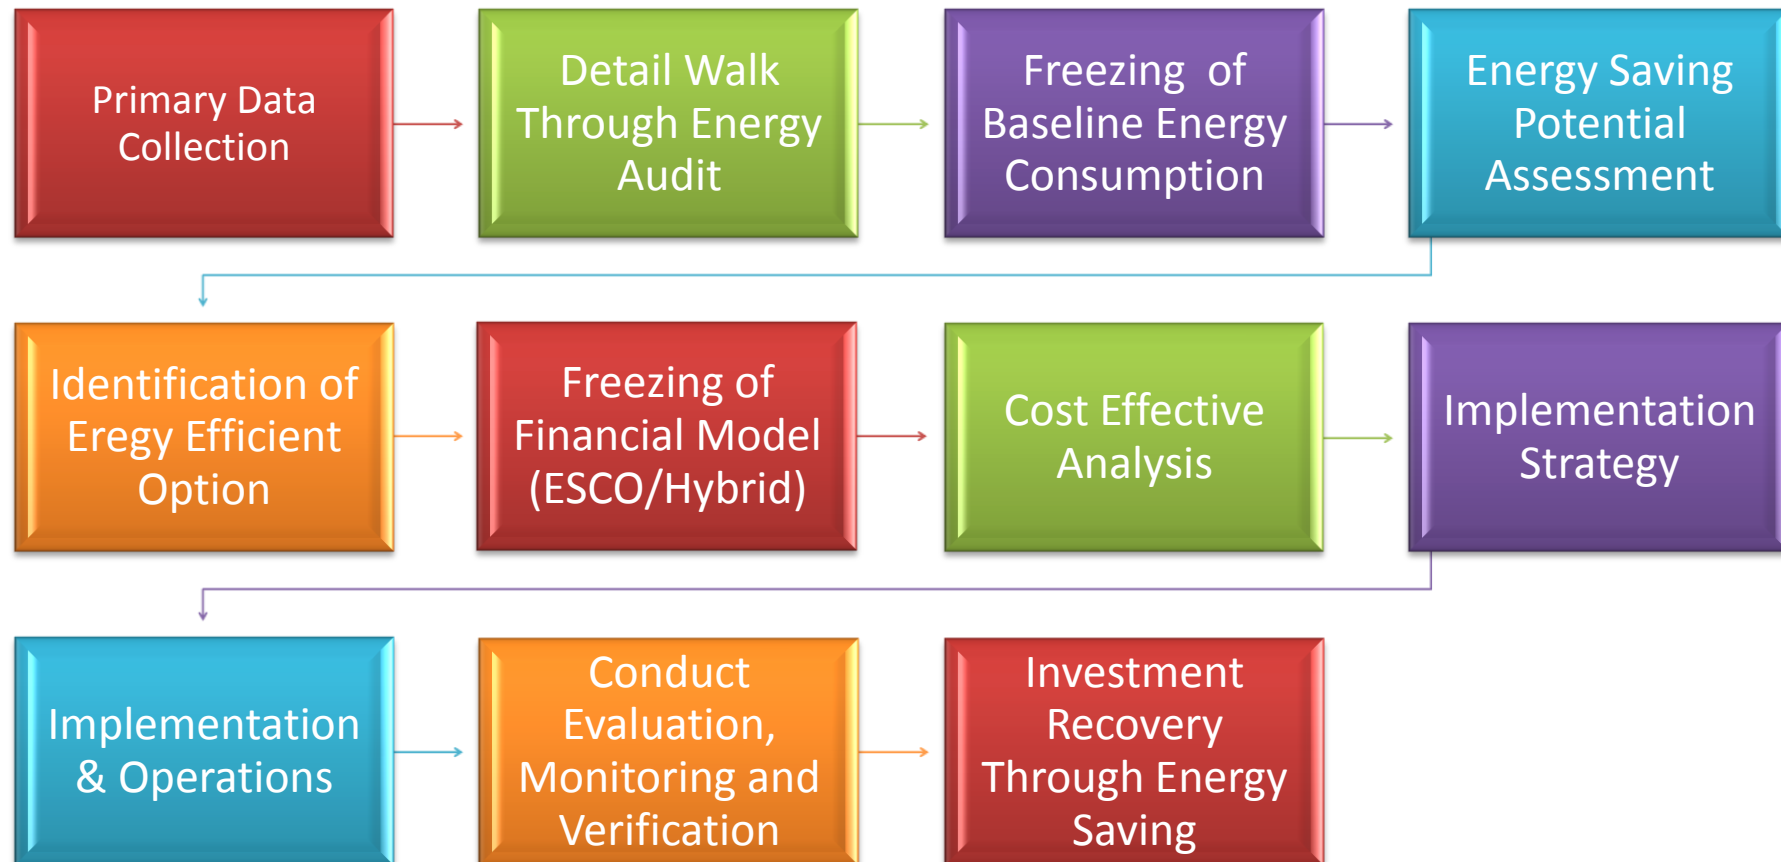 Primary Data
Collection
Detail Walk
Through Energy
Audit
Freezing of
Baseline Energy
Consumption
Energy Saving
Potential
Assessment
Identification of
Eregy Efficient
Option
Freezing of
Financial Model
(ESCO/Hybrid)
Cost Effective
Analysis
Implementation
Strategy
Implementation
& Operations
Conduct
Evaluation,
Monitoring and
Verification
Investment
Recovery
Through Energy
Saving